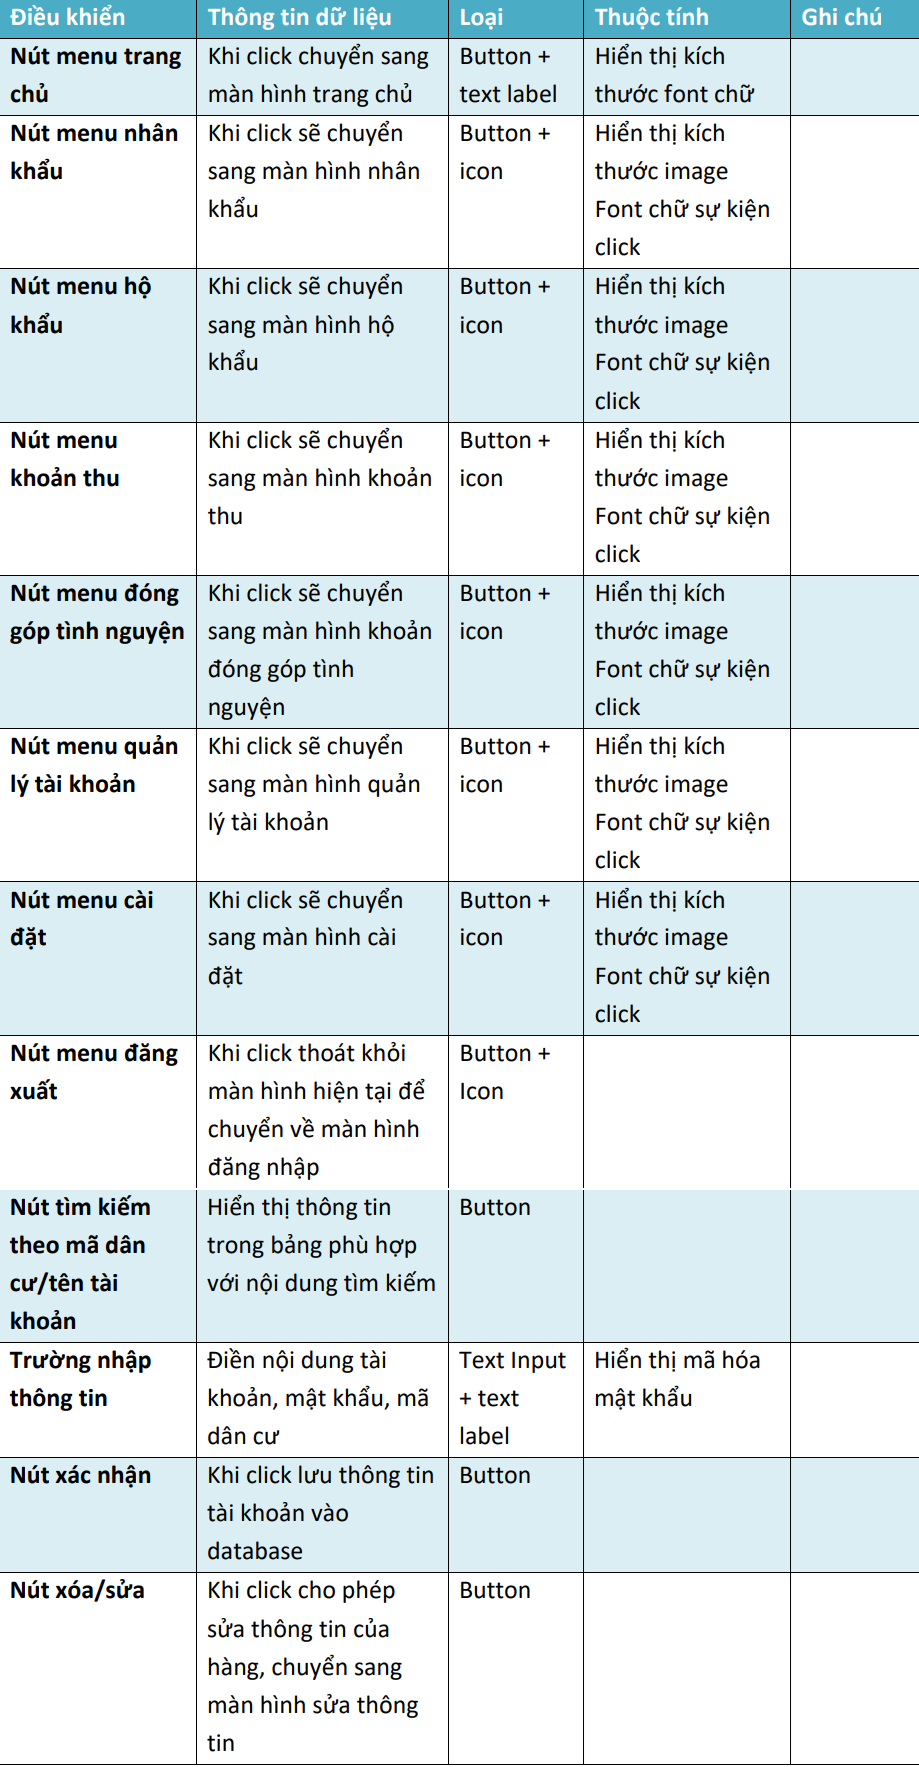 Điều khiển Thông tin dữ liệu Loại Thuộc tính Ghi chú
Nút menu trang Khi click chuyển sang Button + Hiển thị kích
chủ màn hình trang chủ text label thước font chữ
Nút menu nhân Khi click sẽ chuyển Button + Hiển thị kích
khẩu sang màn hình nhân icon thước image
khẩu Font chữ sự kiện
click
Nút menu hộ Khi click sẽ chuyển Button + Hiển thị kích
khẩu sang màn hình hộ icon thước image
khẩu Font chữ sự kiện
click
Nút menu Khi click sẽ chuyển Button + Hiển thị kích
khoản thu sang màn hình khoản icon thước image
thu Font chữ sự kiện
click
Nút menu đóng Khi click sẽ chuyển Button + Hiển thị kích
góp tình nguyện sang màn hình khoản icon thước image
đóng góp tình Font chữ sự kiện
nguyện click
Nút menu quản Khi click sẽ chuyển Button + Hiển thị kích
lý tài khoản sang màn hình quản icon thước image
lý tài khoản Font chữ sự kiện
click
Nút menu cài Khi click sẽ chuyển Button + Hiển thị kích
đặt sang màn hình cài icon thước image
đặt Font chữ sự kiện
click
Nút menu đăng Khi click thoát khỏi Button +
xuất màn hình hiện tại để Icon
chuyển về màn hình
đăng nhập
Nút tìm kiếm Hiển thị thông tin Button
theo mã dân trong bảng phù hợp
cư/tên tài với nội dung tìm kiếm
khoản
Trường nhập Điền nội dung tài Text Input Hiển thị mã hóa
thông tin khoản, mật khẩu, mã + text mật khẩu
dân cư label
Nút xác nhận Khi click lưu thông tin Button
tài khoản vào
database
Nút xóa/sửa Khi click cho phép Button
sửa thông tin của
hàng, chuyển sang
màn hình sửa thông
tin